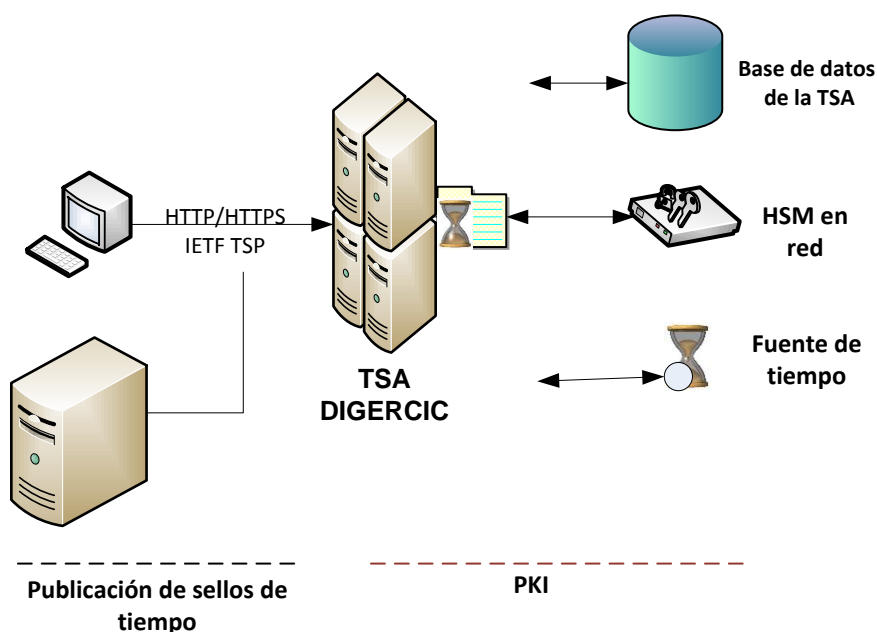 Base de datos
de la TSA
HTTP/HTTPS
IETF TSP
HSM en
red
Fuente de
tiempo
TSA
DIGERCIC
Publicación de sellos de
tiempo
PKI